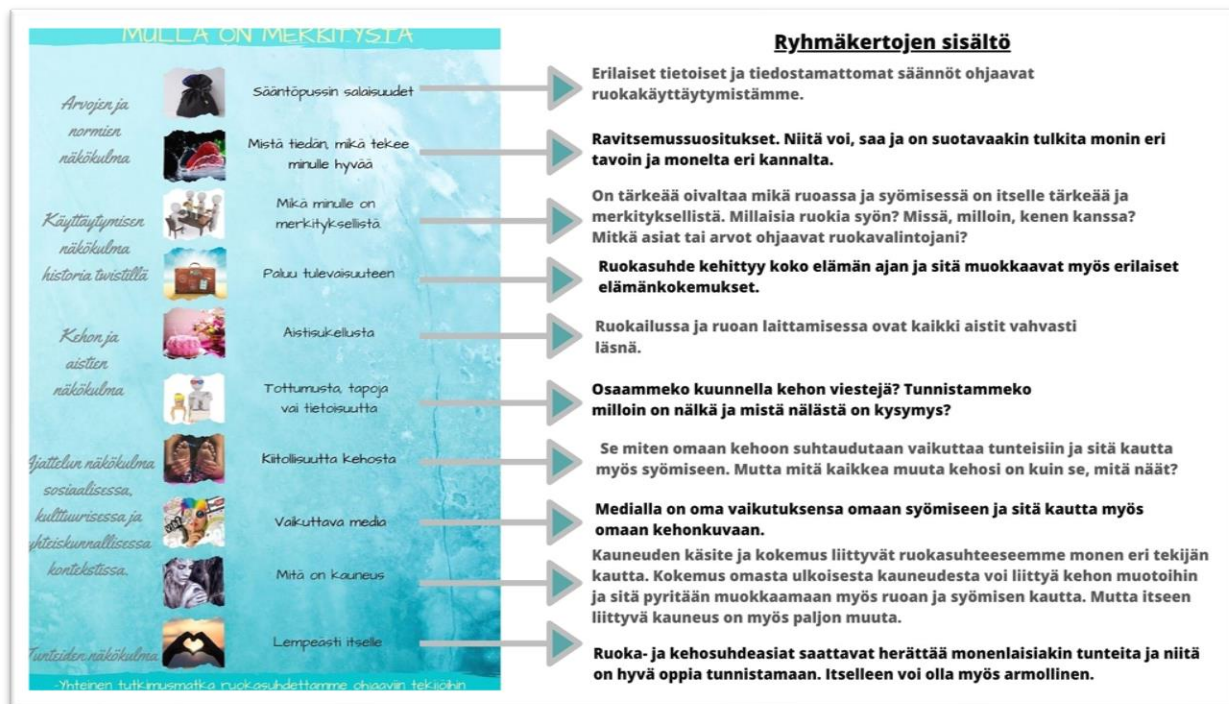 MULLA ON MERKITYSIÄ
Ryhmäkertojen sisältö
Arvojen ja
normien
näkökulma
Sääntöpussin salaisuudet
Erilaiset tietoiset ja tiedostamattomat säännöt ohjaavat
ruokakäyttäytymistämme.
Mistä tiedän, mikä tekee
minulle hyvää
Ravitsemussuositukset. Niitä voi, saa ja on suotavaakin tulkita monin eri
tavoin ja monelta eri kannalta.
Käyttäytymisen
näkökulma
historia twistillä
Mikä minulle on
merkityksellistä
On tärkeää oivaltaa mikä ruoassa ja syömisessä on itselle tärkeää ja
merkityksellistä. Millaisia ruokia syön? Missä, milloin, kenen kanssa?
Mitkä asiat tai arvot ohjaavat ruokavalintojani?
Paluu tulevaisuuteen
Ruokasuhde kehittyy koko elämän ajan ja sitä muokkaavat myös erilaiset
elämänkokemukset.
Kehon ja
aistien
näkökulma
Aistisukellusta
Ruokailussa ja ruoan laittamisessa ovat kaikki aistit vahvasti
läsnä.
Tottumusta, tapoja
vai tietoisuutta
Osaammeko kuunnella kehon viestejä? Tunnistammeko
milloin on nälkä ja mistä nälästä on kysymys?
Ajattelun näkökulma
sosiaalisessa,
kulttuurisessa ja
yhteiskunnallisessa
kontekstissa.
Kiitollisuutta kehosta
Se miten omaan kehoon suhtaudutaan vaikuttaa tunteisiin ja sitä kautta
myös syömiseen. Mutta mitä kaikkea muuta kehosi on kuin se, mitä näät?
Vaikuttava media
Medialla on oma vaikutuksensa omaan syömiseen ja sitä kautta myös
omaan kehonkuvaan.
Mitä on kauneus
Kauneuden käsite ja kokemus liittyvät ruokasuhteeseemme monen eri tekijän
kautta. Kokemus omasta ulkoisesta kauneudesta voi liittyä kehon muotoihin
ja sitä pyritään muokkaamaan myös ruoan ja syömisen kautta. Mutta itseen
liittyvä kauneus on myös paljon muuta.
Tunteiden näkökulma
Lempeästi itselle
Ruoka- ja kehosuhdeasiat saattavat herättää monenlaisiakin tunteita ja niitä
on hyvä oppia tunnistamaan. Itselleen voi olla myös armollinen.
-Yhteinen tutkimusmatka ruokasuhdettamme ohjaaviin tekijöihin